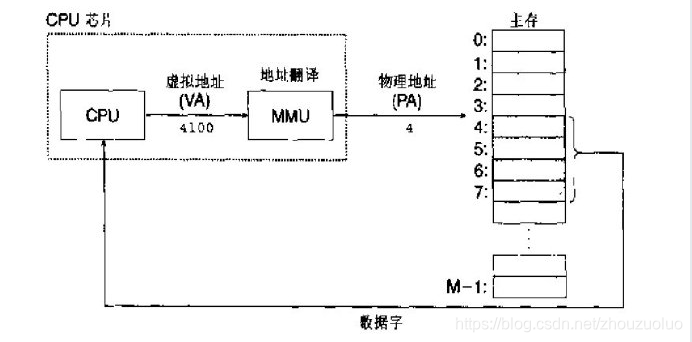 CPU 芯片
主存
虚拟地址
(VA)
地址翻译
物理地址
(PA)
CPU
4100
MMU
4
0:
1:
2:
3:
4:
5:
6:
7:
M-1:
数据字
https://blog.csdn.net/zhouzuoluo